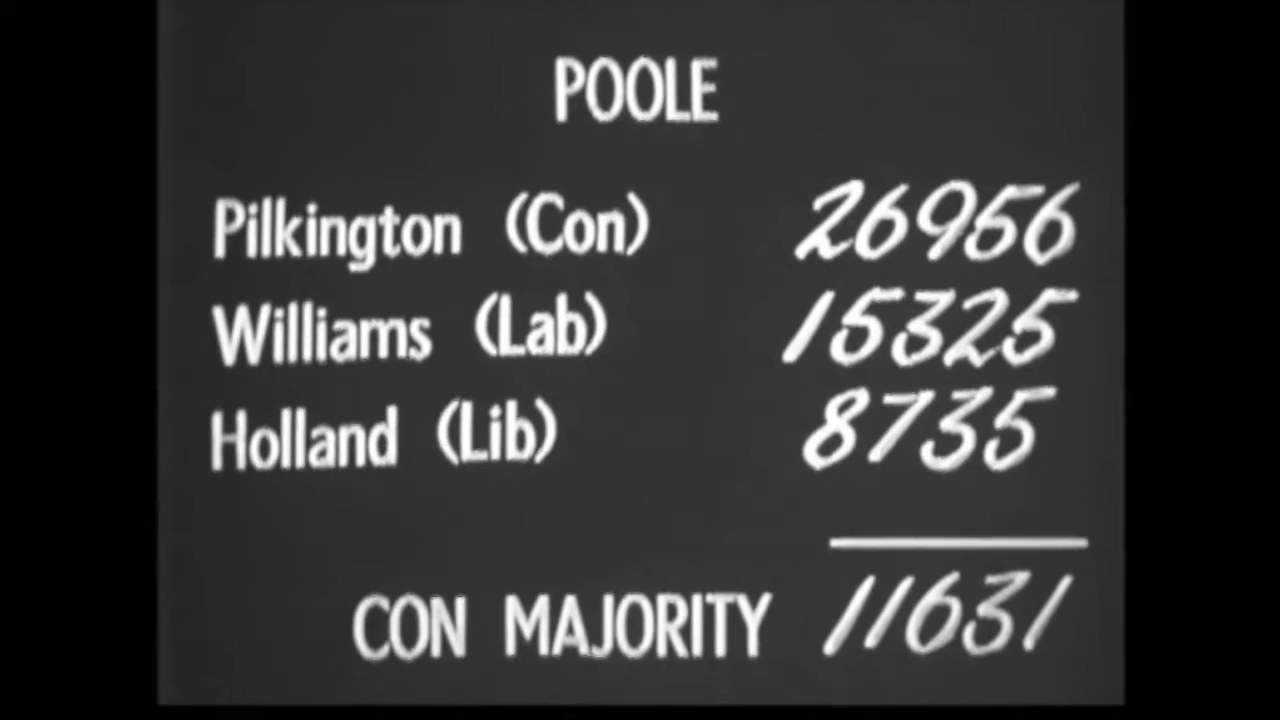 POOLE
Pilkington (Con) 26956
Williams (Lab) 15325
Holland (Lib) 8735
CON MAJORITY 11631